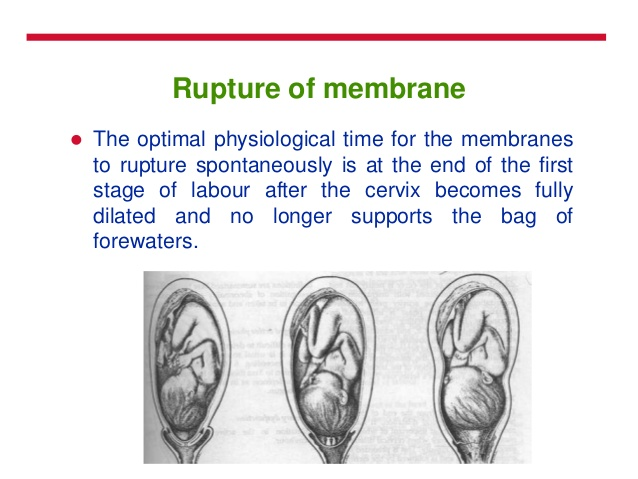 Rupture of membrane
● The optimal physiological time for the membranes
to rupture spontaneously is at the end of the first
stage of labour after the cervix becomes fully
dilated and no longer supports the bag of
forewaters.